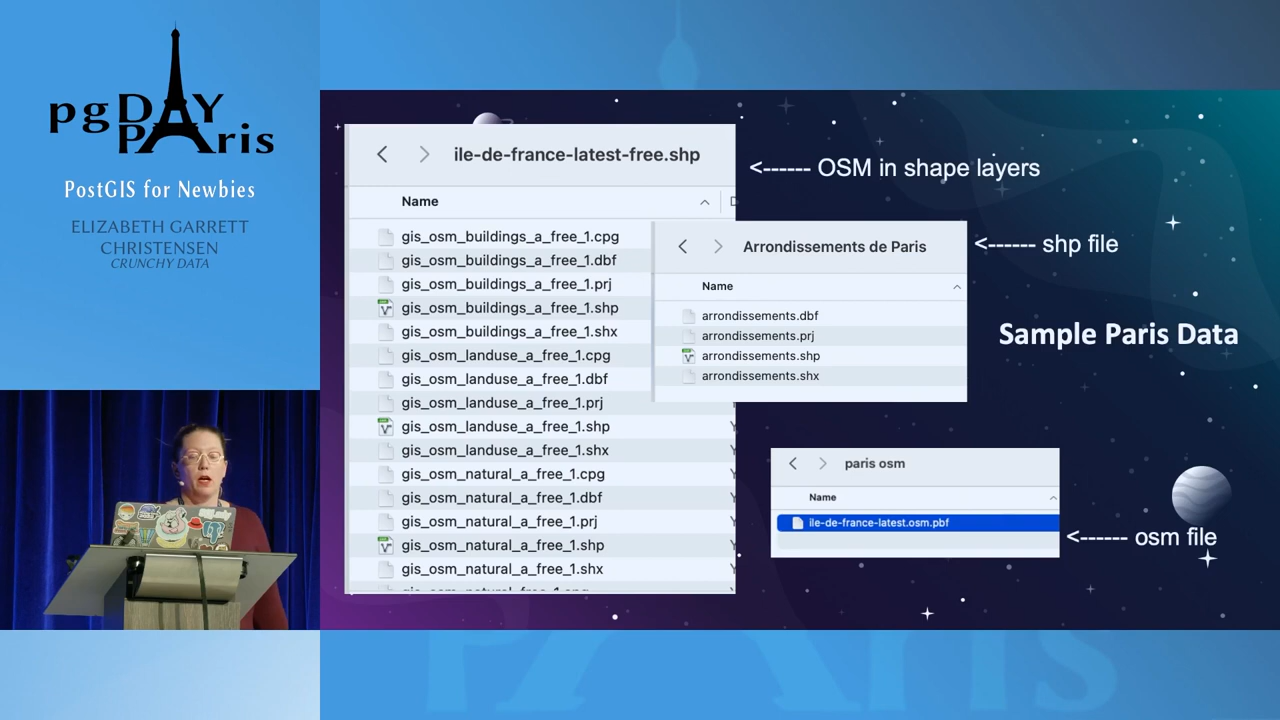 pgDAY
PAris
PostGIS for Newbies
ELIZABETH GARRETT
CHRISTENSEN
CRUNCHY DATA
ile-de-france-latest-free.shp
Name
gis_osm_buildings_a_free_1.cpg
gis_osm_buildings_a_free_1.dbf
gis_osm_buildings_a_free_1.prj
gis_osm_buildings_a_free_1.shp
gis_osm_buildings_a_free_1.shx
gis_osm_landuse_a_free_1.cpg
gis_osm_landuse_a_free_1.dbf
gis_osm_landuse_a_free_1.prj
gis_osm_landuse_a_free_1.shp
gis_osm_landuse_a_free_1.shx
gis_osm_natural_a_free_1.cpg
gis_osm_natural_a_free_1.dbf
gis_osm_natural_a_free_1.prj
gis_osm_natural_a_free_1.shp
gis_osm_natural_a_free_1.shx
<------ OSM in shape layers
Arrondissements de Paris
Name
arrondissements.dbf
arrondissements.prj
arrondissements.shp
arrondissements.shx
<------ shp file
Sample Paris Data
paris osm
Name
ile-de-france-latest.osm.pbf
<------ osm file